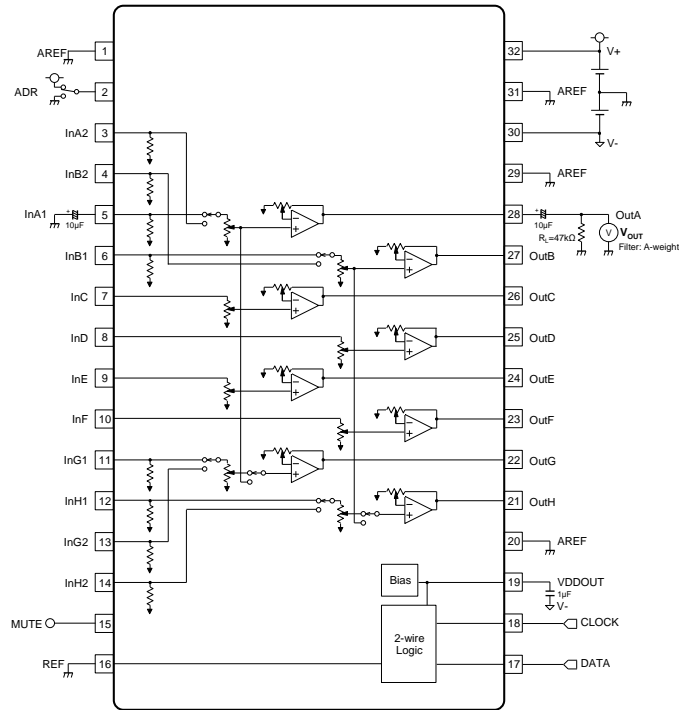 AREF 1
ADR 2
InA2 3
InB2 4
InA1 + 10µF 5
InB1 6
InC 7
InD 8
InE 9
InF 10
InG1 11
InH1 12
InG2 13
InH2 14
MUTE 15
REF 16
− +
− +
− +
− +
− +
− +
− +
− +
Bias
2-wire
Logic
32 V+
31 AREF
30 V-
29 AREF
28 + 10µF OutA
RL=47kΩ
V VOUT
Filter: A-weight
27 OutB
26 OutC
25 OutD
24 OutE
23 OutF
22 OutG
21 OutH
20 AREF
19 VDDOUT
1µF
V-
18 CLOCK
17 DATA